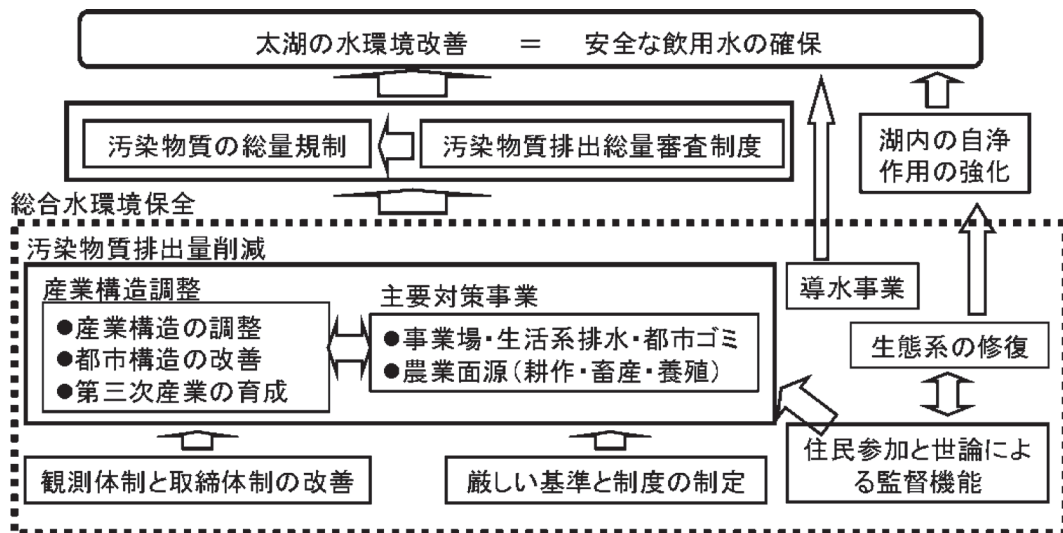 太湖の水環境改善 = 安全な飲用水の確保
汚染物質の総量規制
汚染物質排出総量審査制度
湖内の自浄
作用の強化
総合水環境保全
汚染物質排出量削減
産業構造調整
●産業構造の調整
●都市構造の改善
●第三次産業の育成
主要対策事業
●事業場・生活系排水・都市ゴミ
●農業面源(耕作・畜産・養殖)
導水事業
生態系の修復
観測体制と取締体制の改善
厳しい基準と制度の制定
住民参加と世論によ
る監督機能